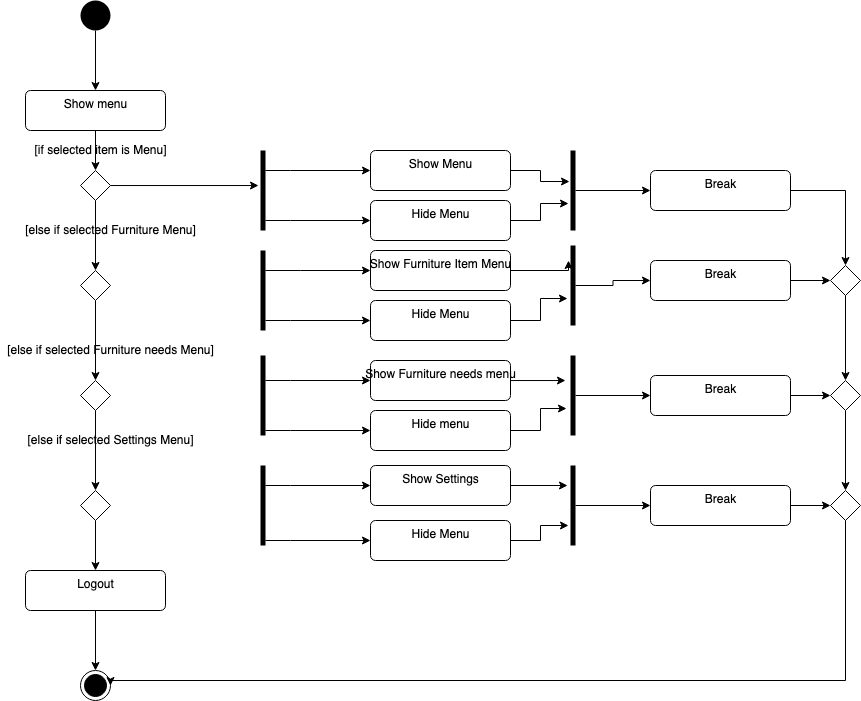 Show menu
[if selected item is Menu]
Show Menu
Break
Hide Menu
[else if selected Furniture Menu]
Show Furniture Item Menu
Break
Hide Menu
[else if selected Furniture needs Menu]
Show Furniture needs menu
Break
Hide menu
[else if selected Settings Menu]
Show Settings
Break
Hide Menu
Logout